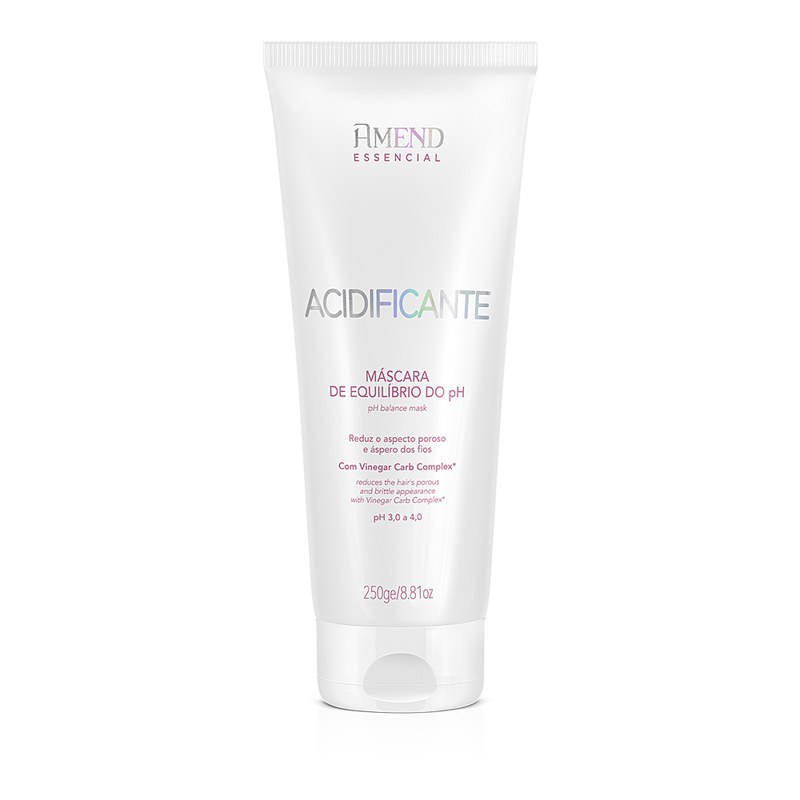 AMEND
ESSENCIAL
ACIDIFICANTE
MÁSCARA
DE EQUILÍBRIO DO pH
pH balance mask
Reduz o aspecto poroso
e áspero dos fios
Com Vinegar Carb Complex*
reduces the hair's porous
and brittle appearance
with Vinegar Carb Complex*
pH 3,0 a 4,0
250ge/8.81oz